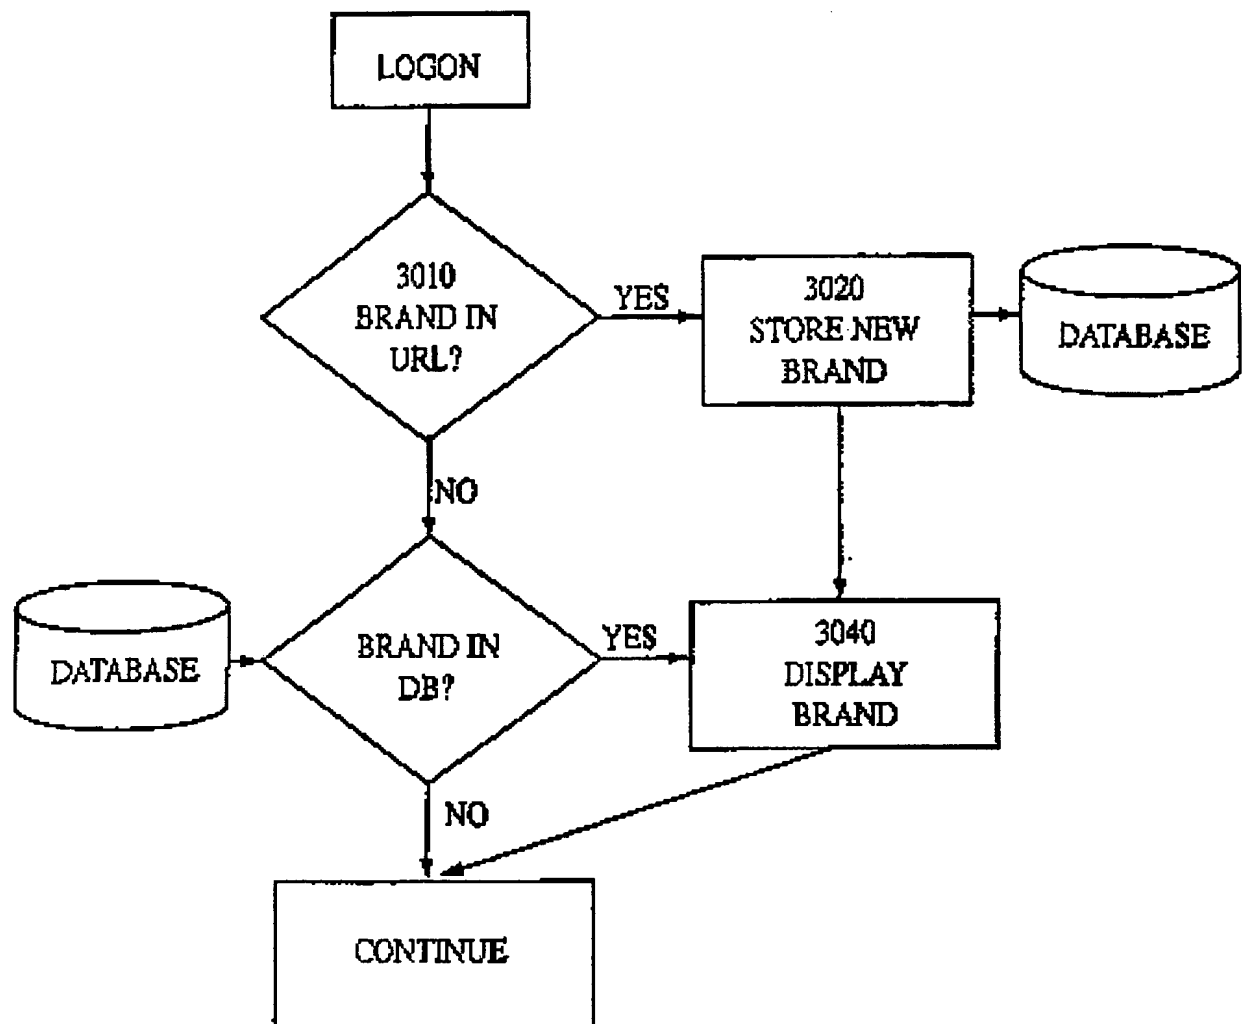 LOGON
3010
BRAND IN
URL?
YES
3020
STORE NEW
BRAND
DATABASE
NO
DATABASE
BRAND IN
DB?
YES
3040
DISPLAY
BRAND
NO
CONTINUE